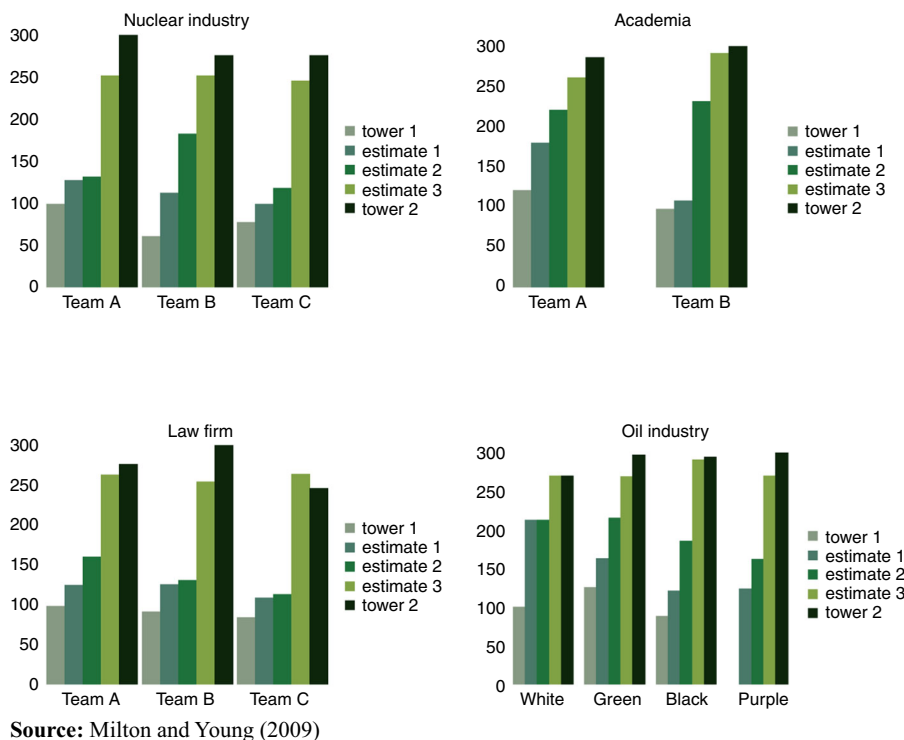 Nuclear industry
300
250
200
150
100
50
0
Team A Team B Team C
tower 1
estimate 1
estimate 2
estimate 3
tower 2
Academia
300
250
200
150
100
50
0
Team A Team B
tower 1
estimate 1
estimate 2
estimate 3
tower 2
Law firm
300
250
200
150
100
50
0
Team A Team B Team C
tower 1
estimate 1
estimate 2
estimate 3
tower 2
Oil industry
300
250
200
150
100
50
0
White Green Black Purple
tower 1
estimate 1
estimate 2
estimate 3
tower 2
Source: Milton and Young (2009)